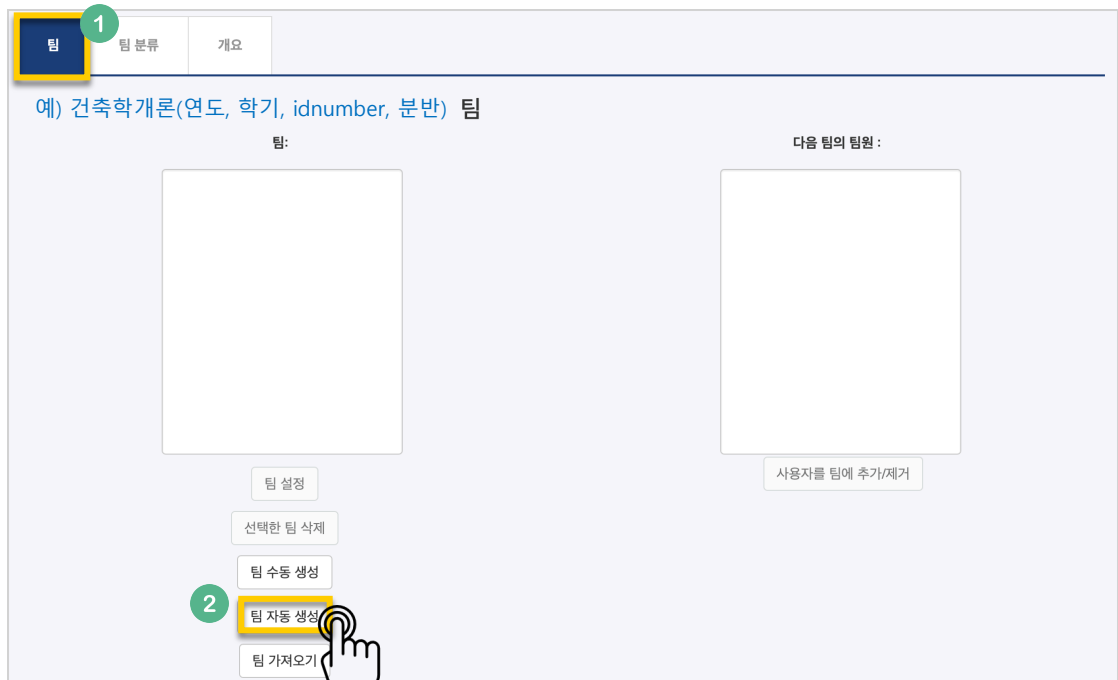 1
팀 팀 분류 개요
예) 건축학개론(연도, 학기, idnumber, 분반) 팀
팀: 다음 팀의 팀원 :
팀 설정 사용자를 팀에 추가/제거
선택한 팀 삭제
팀 수동 생성
2 팀 자동 생성
팀 가져오기